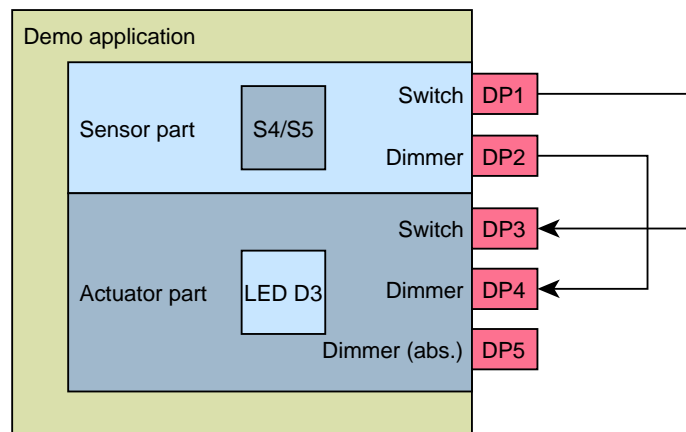 Demo application
Switch DP1
Sensor part S4/S5
Dimmer DP2
Switch DP3
Actuator part LED D3 Dimmer DP4
Dimmer (abs.) DP5